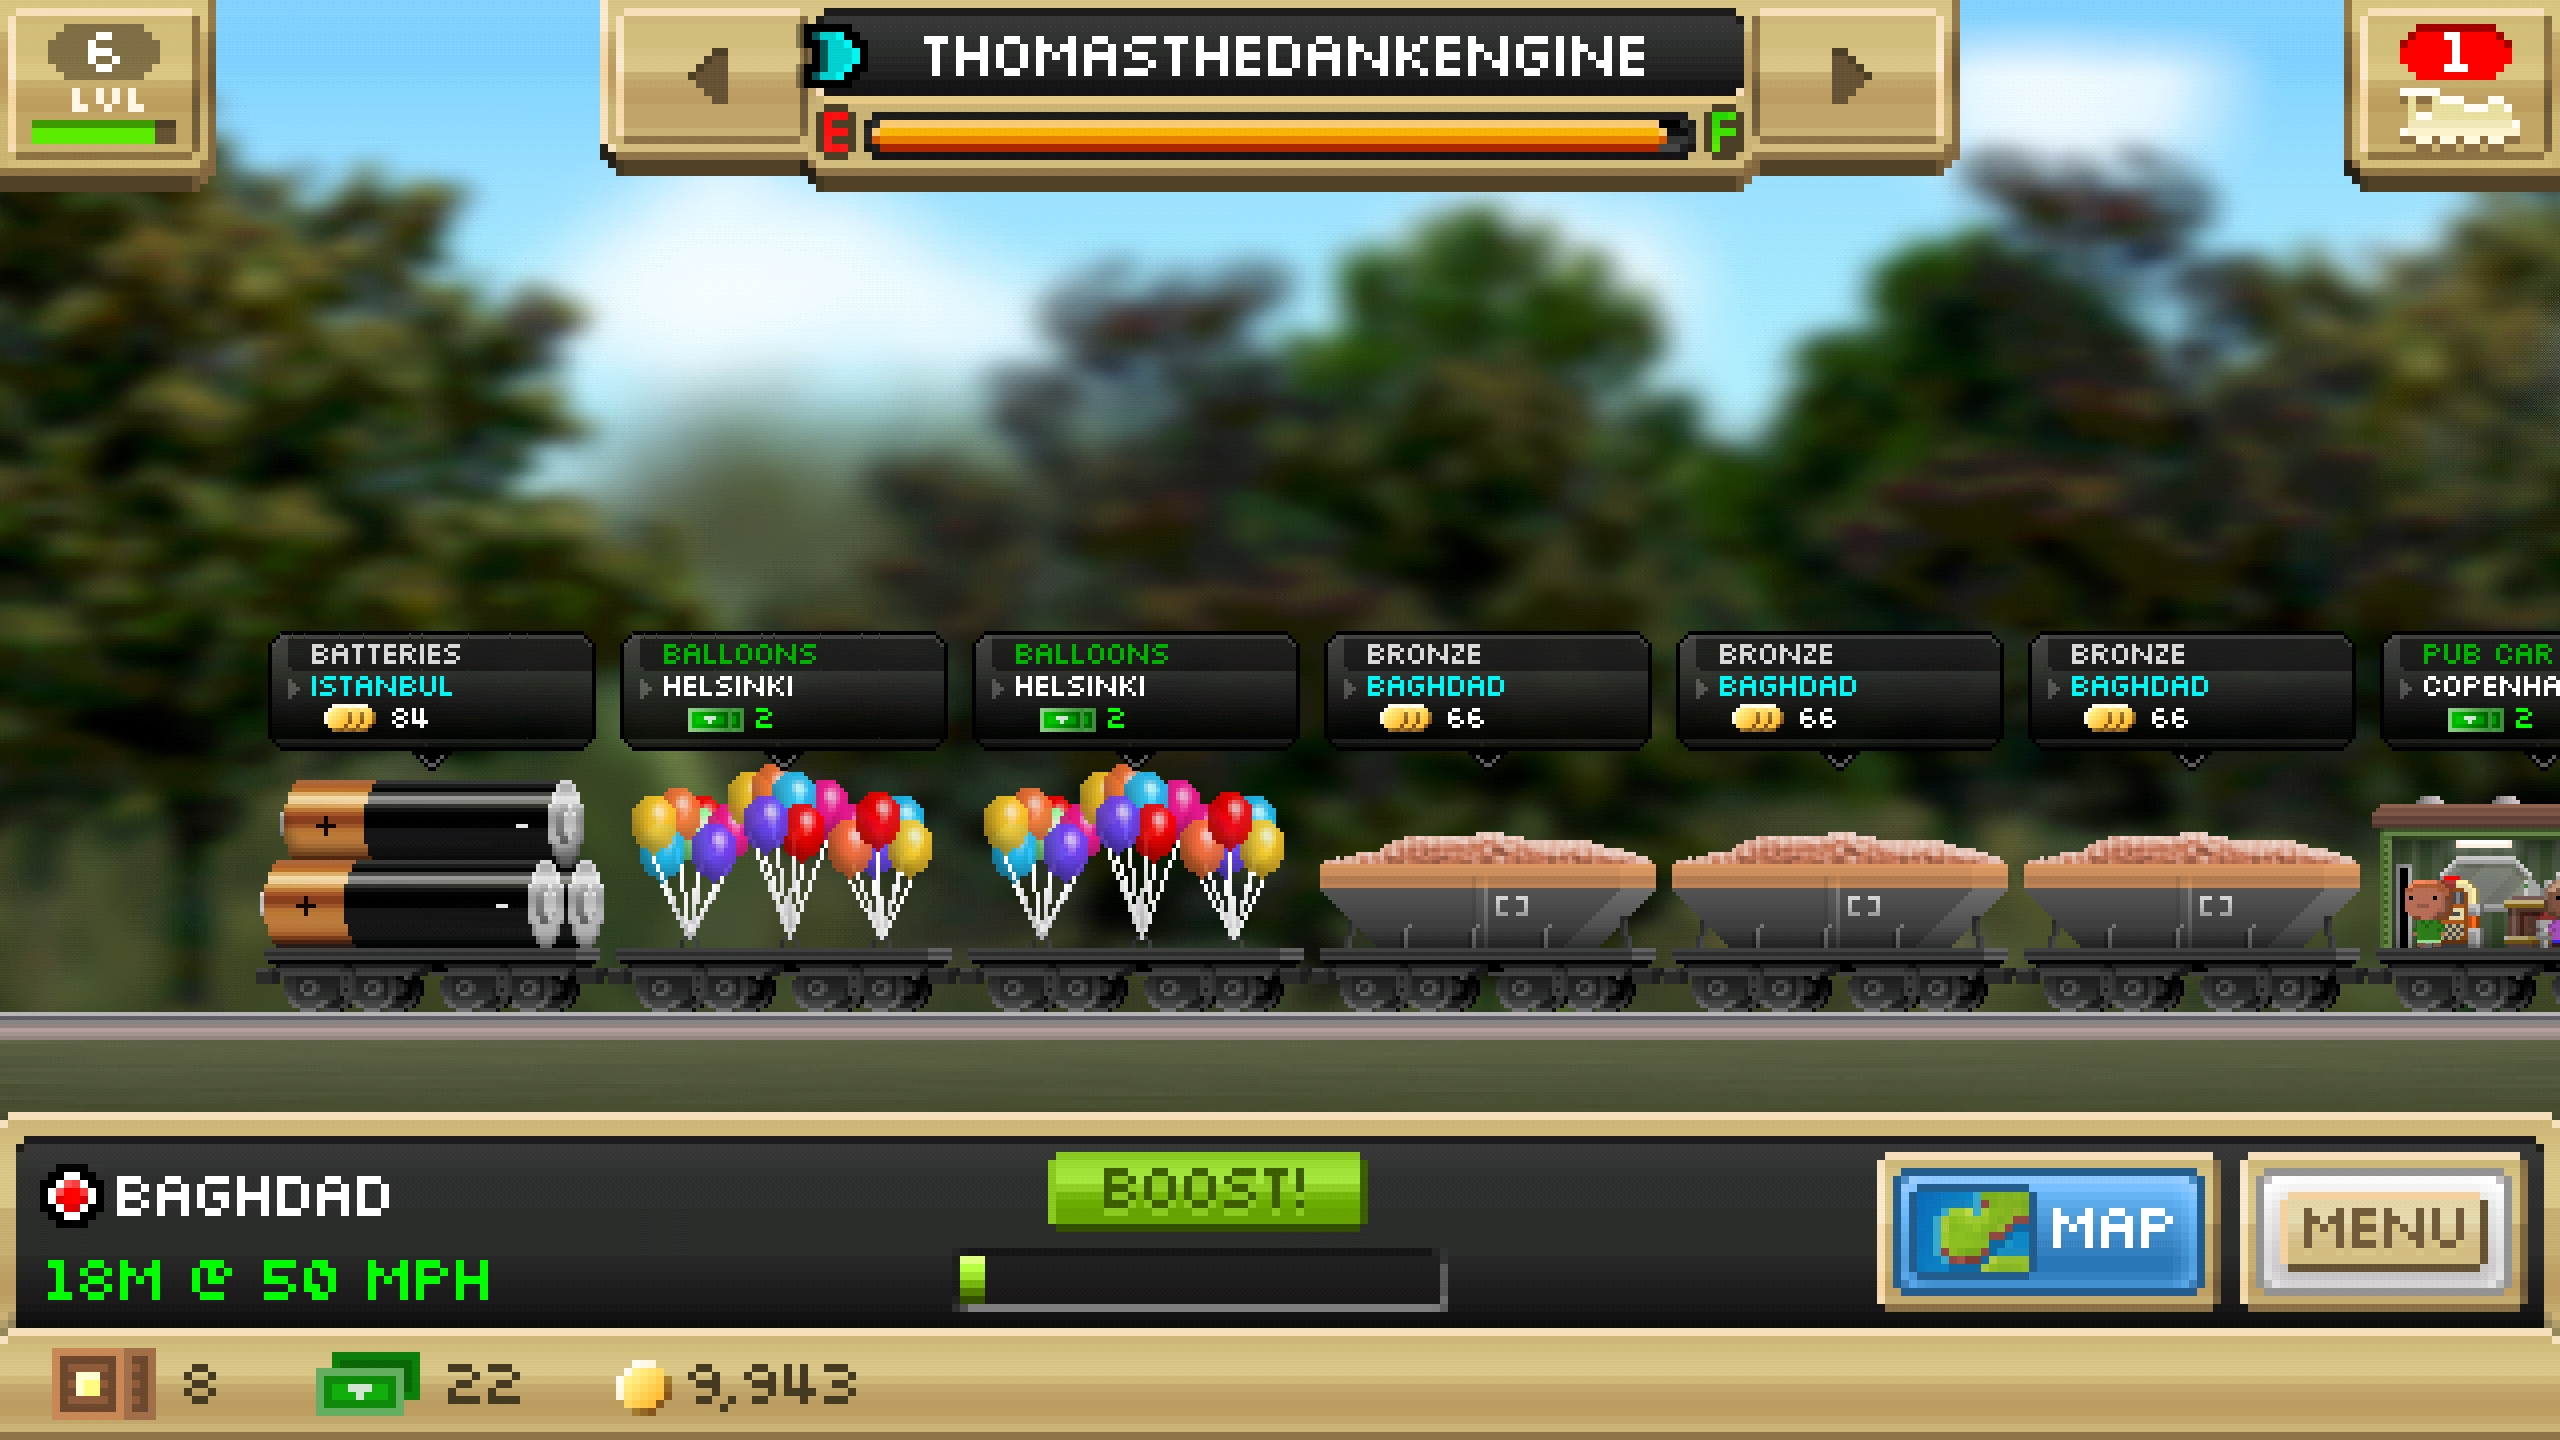 6
LVL
THOMASTHEDANKENGINE
E F
1
BATTERIES
ISTANBUL
84
BALLOONS
HELSINKI
2
BALLOONS
HELSINKI
2
BRONZE
BAGHDAD
66
BRONZE
BAGHDAD
66
BRONZE
BAGHDAD
66
PUB CAR
COPENHA
2
+ -
+ -
BAGHDAD
18M @ 50 MPH
BOOST!
MAP
MENU
8 22 9,943